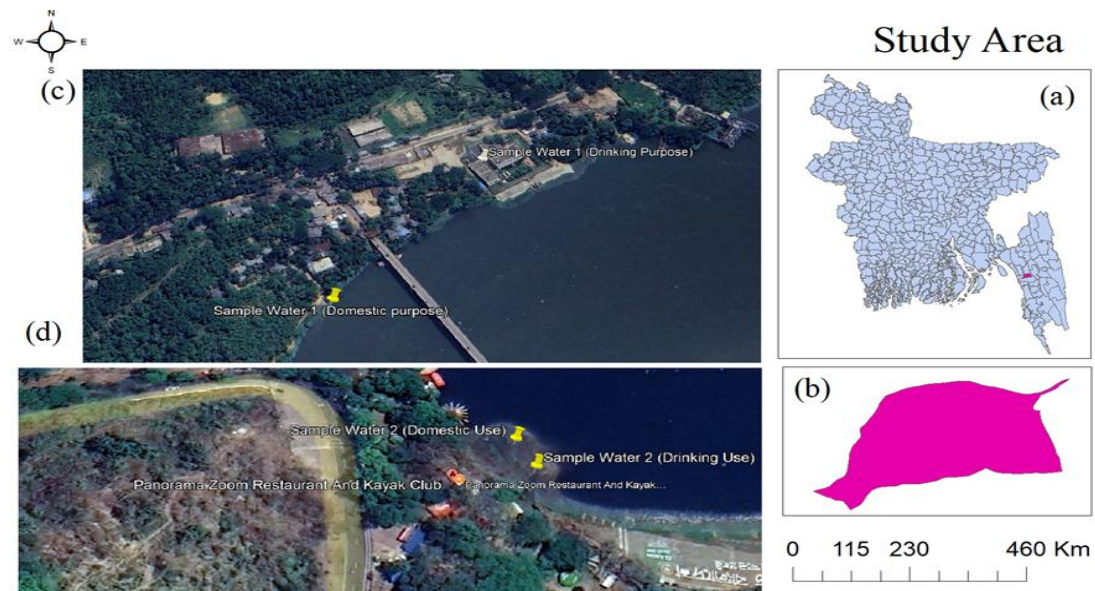 N
W E
S
Study Area
(c)
(a)
Sample Water 1 (Drinking Purpose)
Sample Water 1 (Domestic purpose)
(d)
(b)
Sample Water 2 (Domestic Use)
Sample Water 2 (Drinking Use)
Panorama Zoom Restaurant And Kayak Club
Panorama Zoom Restaurant And Kayak...
0 115 230 460 Km